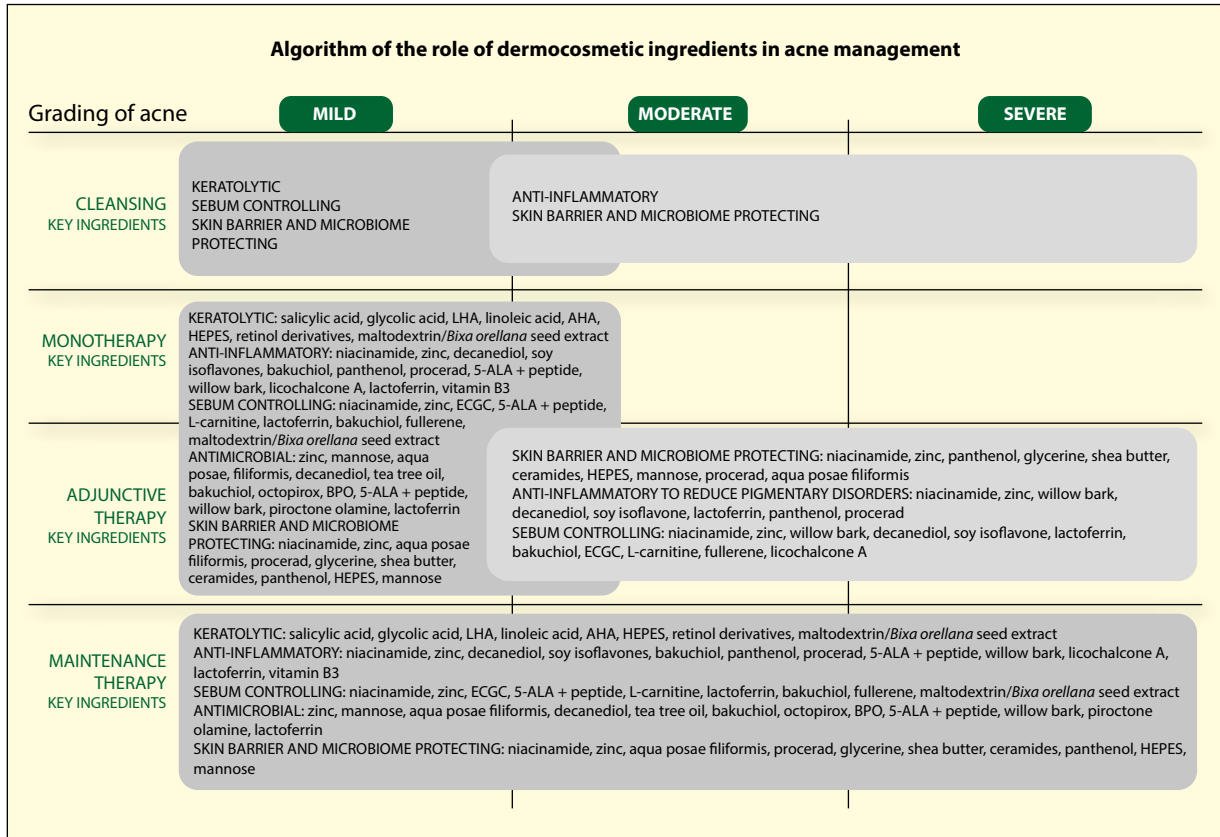 Algorithm of the role of dermocosmetic ingredients in acne management
Grading of acne
MILD
MODERATE
SEVERE
CLEANSING
KEY INGREDIENTS
KERATOLYTIC
SEBUM CONTROLLING
SKIN BARRIER AND MICROBIOME
PROTECTING
ANTI-INFLAMMATORY
SKIN BARRIER AND MICROBIOME PROTECTING
MONOTHERAPY
KEY INGREDIENTS
KERATOLYTIC: salicylic acid, glycolic acid, LHA, linoleic acid, AHA,
HEPES, retinol derivatives, maltodextrin/Bixa orellana seed extract
ANTI-INFLAMMATORY: niacinamide, zinc, decanediol, soy
isoflavones, bakuchiol, panthenol, procerad, 5-ALA + peptide,
willow bark, licochalcone A, lactoferrin, vitamin B3
SEBUM CONTROLLING: niacinamide, zinc, ECGC, 5-ALA + peptide,
L-carnitine, lactoferrin, bakuchiol, fullerene,
maltodextrin/Bixa orellana seed extract
ANTIMICROBIAL: zinc, mannose, aqua
posae, filiformis, decanediol, tea tree oil,
bakuchiol, octopirox, BPO, 5-ALA + peptide,
willow bark, piroctone olamine, lactoferrin
SKIN BARRIER AND MICROBIOME
PROTECTING: niacinamide, zinc, aqua posae
filiformis, procerad, glycerine, shea butter,
ceramides, panthenol, HEPES, mannose
ADJUNCTIVE
THERAPY
KEY INGREDIENTS
SKIN BARRIER AND MICROBIOME PROTECTING: niacinamide, zinc, panthenol, glycerine, shea butter,
ceramides, HEPES, mannose, procerad, aqua posae filiformis
ANTI-INFLAMMATORY TO REDUCE PIGMENTARY DISORDERS: niacinamide, zinc, willow bark,
decanediol, soy isoflavone, lactoferrin, panthenol, procerad
SEBUM CONTROLLING: niacinamide, zinc, willow bark, decanediol, soy isoflavone, lactoferrin,
bakuchiol, ECGC, L-carnitine, fullerene, licochalcone A
MAINTENANCE
THERAPY
KEY INGREDIENTS
KERATOLYTIC: salicylic acid, glycolic acid, LHA, linoleic acid, AHA, HEPES, retinol derivatives, maltodextrin/Bixa orellana seed extract
ANTI-INFLAMMATORY: niacinamide, zinc, decanediol, soy isoflavones, bakuchiol, panthenol, procerad, 5-ALA + peptide, willow bark, licochalcone A,
lactoferrin, vitamin B3
SEBUM CONTROLLING: niacinamide, zinc, ECGC, 5-ALA + peptide, L-carnitine, lactoferrin, bakuchiol, fullerene, maltodextrin/Bixa orellana seed extract
ANTIMICROBIAL: zinc, mannose, aqua posae filiformis, decanediol, tea tree oil, bakuchiol, octopirox, BPO, 5-ALA + peptide, willow bark, piroctone
olamine, lactoferrin
SKIN BARRIER AND MICROBIOME PROTECTING: niacinamide, zinc, aqua posae filiformis, procerad, glycerine, shea butter, ceramides, panthenol, HEPES,
mannose